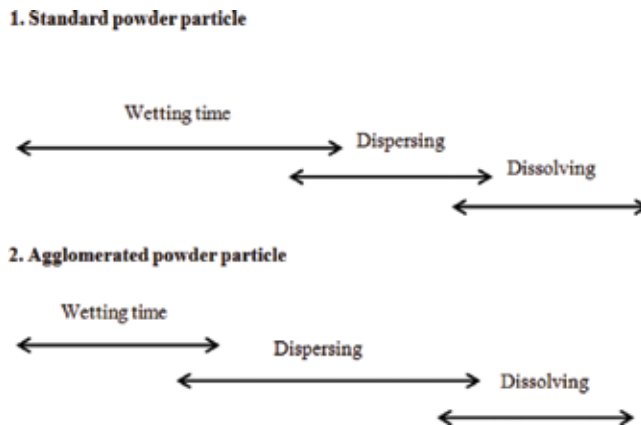 1. Standard powder particle
Wetting time
Dispersing
Dissolving
2. Agglomerated powder particle
Wetting time
Dispersing
Dissolving